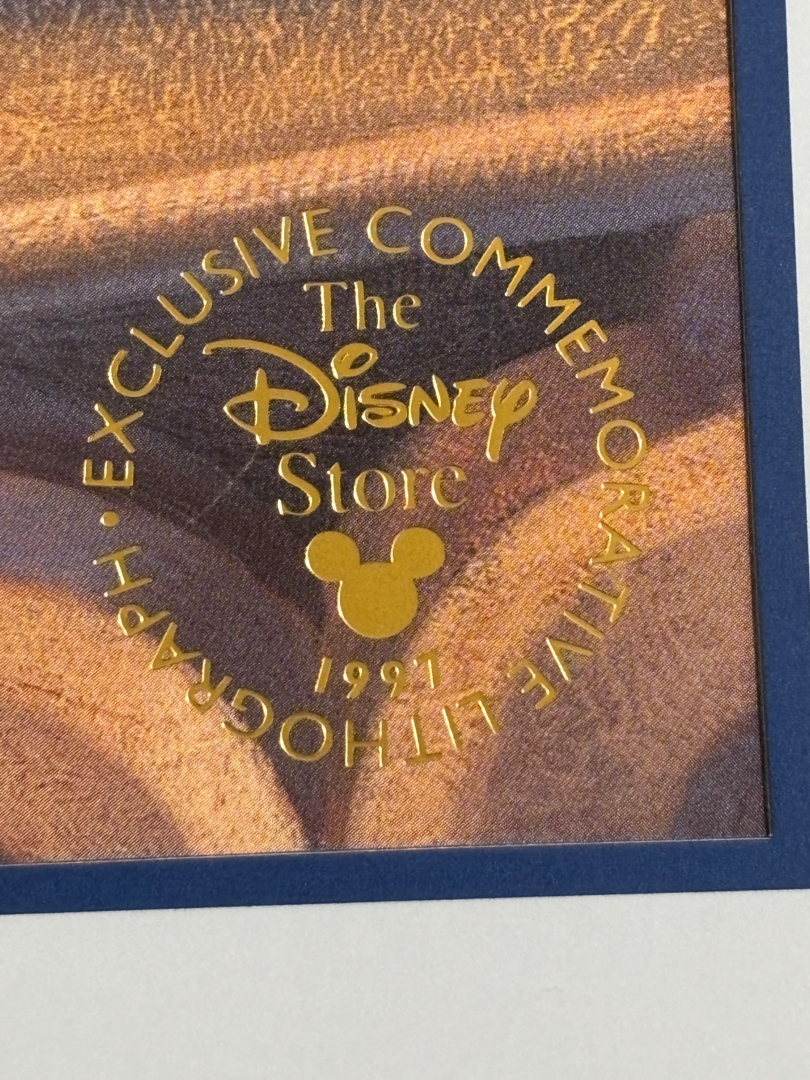 EXCLUSIVE COMMEMORATIVE LITHOGRAPH •
The
Disney
Store
1997